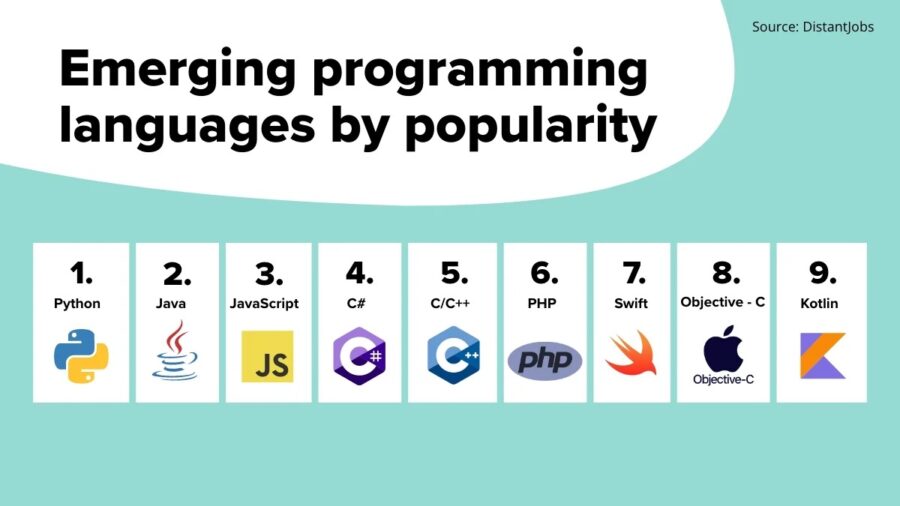 Source: DistantJobs
Emerging programming
languages by popularity
1.
Python
2.
Java
3.
JavaScript
JS
4.
C#
C#
5.
C/C++
C++
6.
PHP
php
7.
Swift
8.
Objective - C
Objective-C
9.
Kotlin